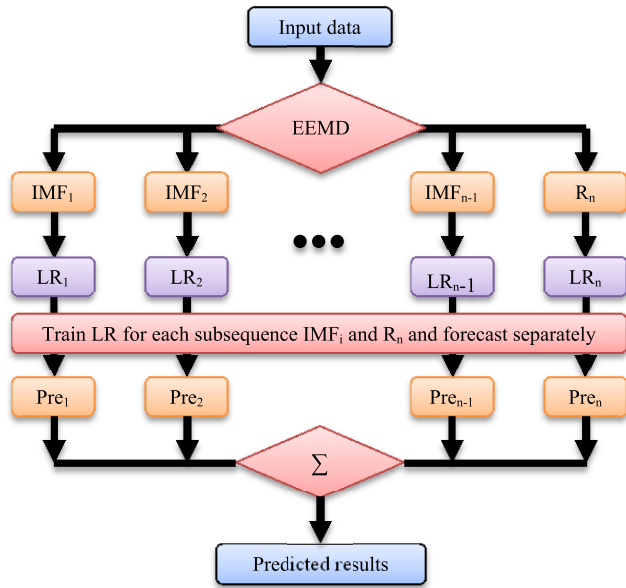 Input data
EEMD
IMF₁ IMF₂ IMFₙ₋₁ Rₙ
•••
LR₁ LR₂ LRₙ-1 LRₙ
Train LR for each subsequence IMFᵢ and Rₙ and forecast separately
Pre₁ Pre₂ Preₙ₋₁ Preₙ
∑
Predicted results